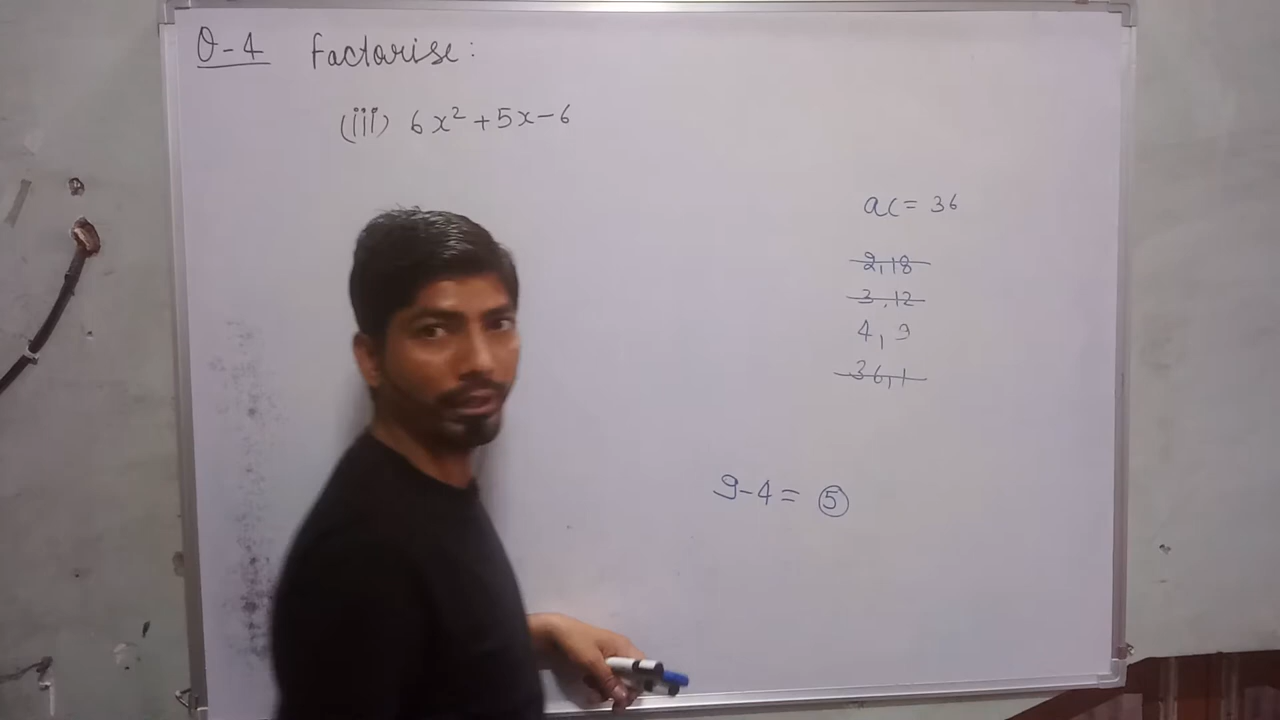 Q-4 Factorise:
(iii) 6x² + 5x - 6
ac = 36
2, 18
3, 12
4, 9
36, 1
9-4 = 5